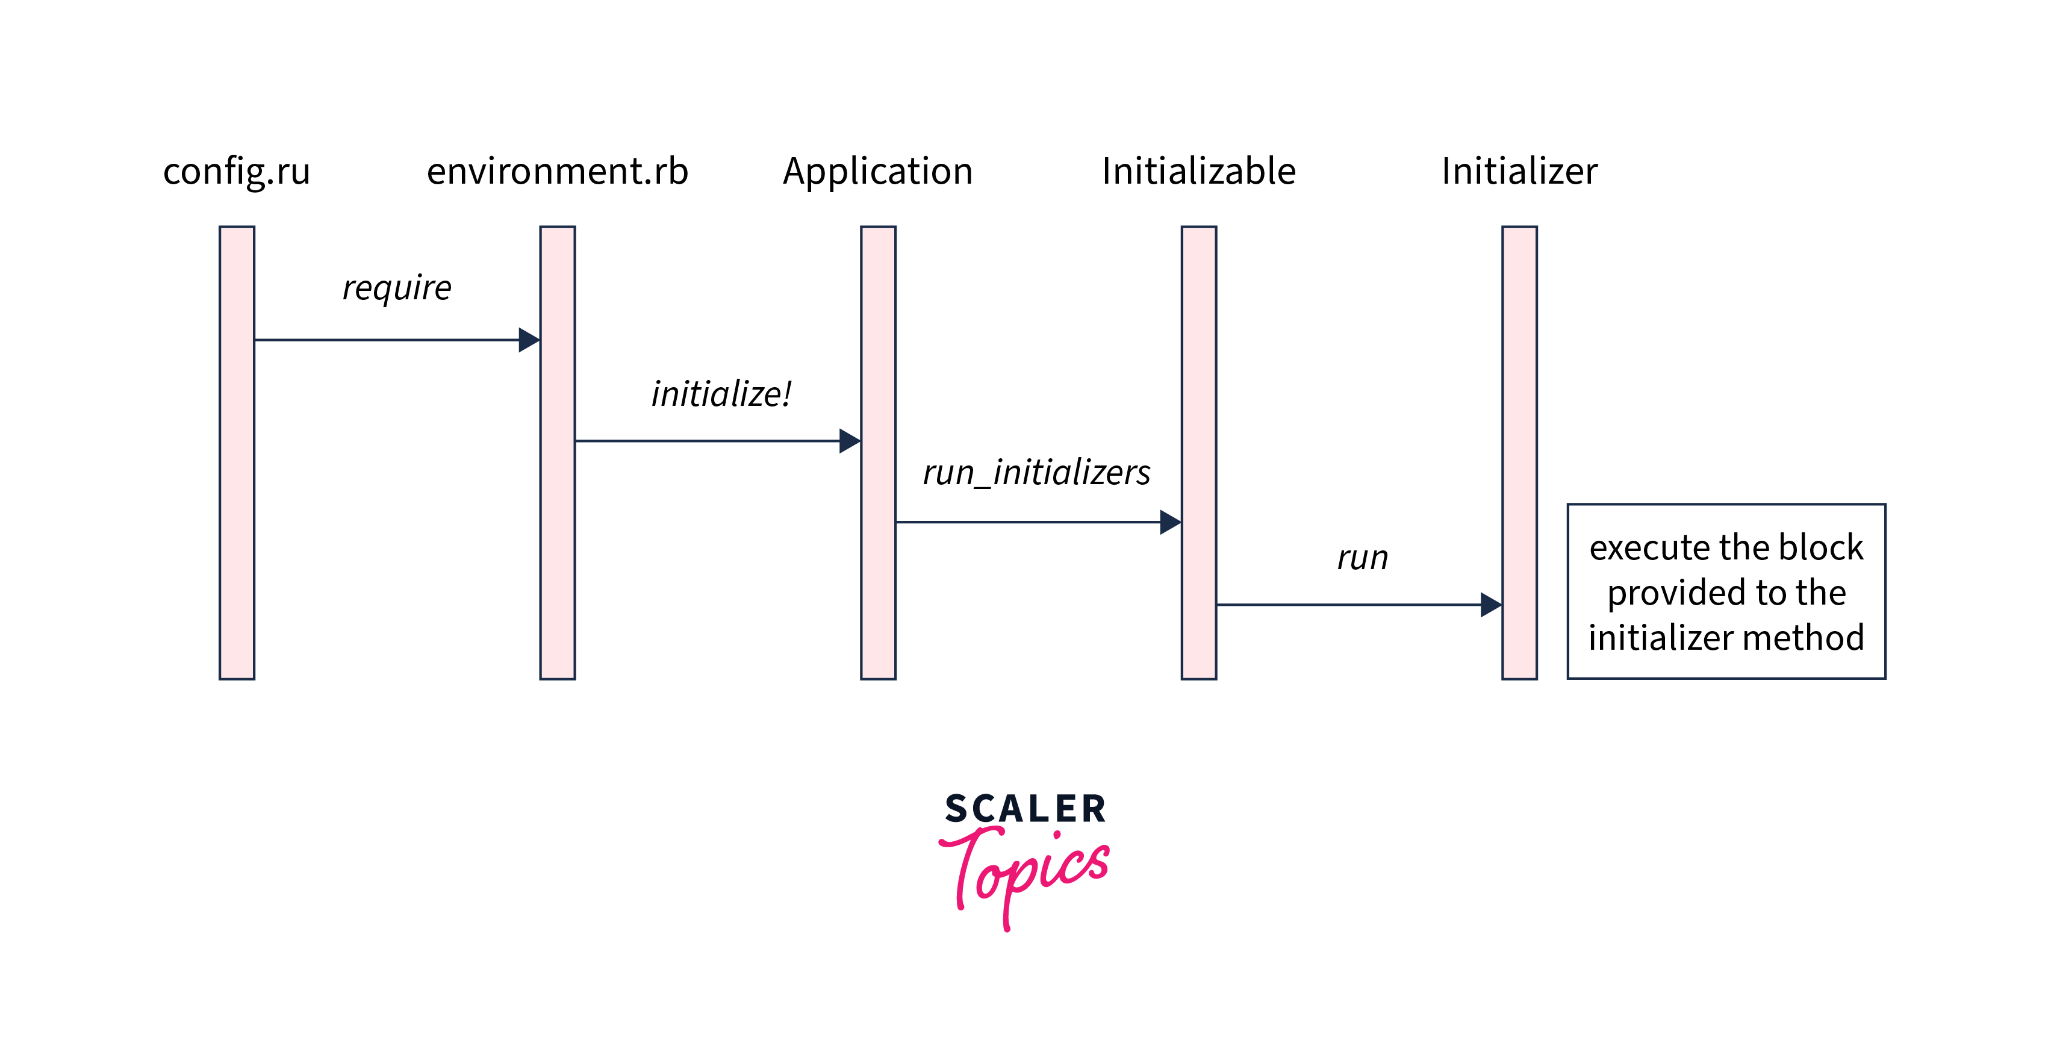 config.ru environment.rb Application Initializable Initializer
require
initialize!
run_initializers
run
execute the block
provided to the
initializer method
SCALER
Topics